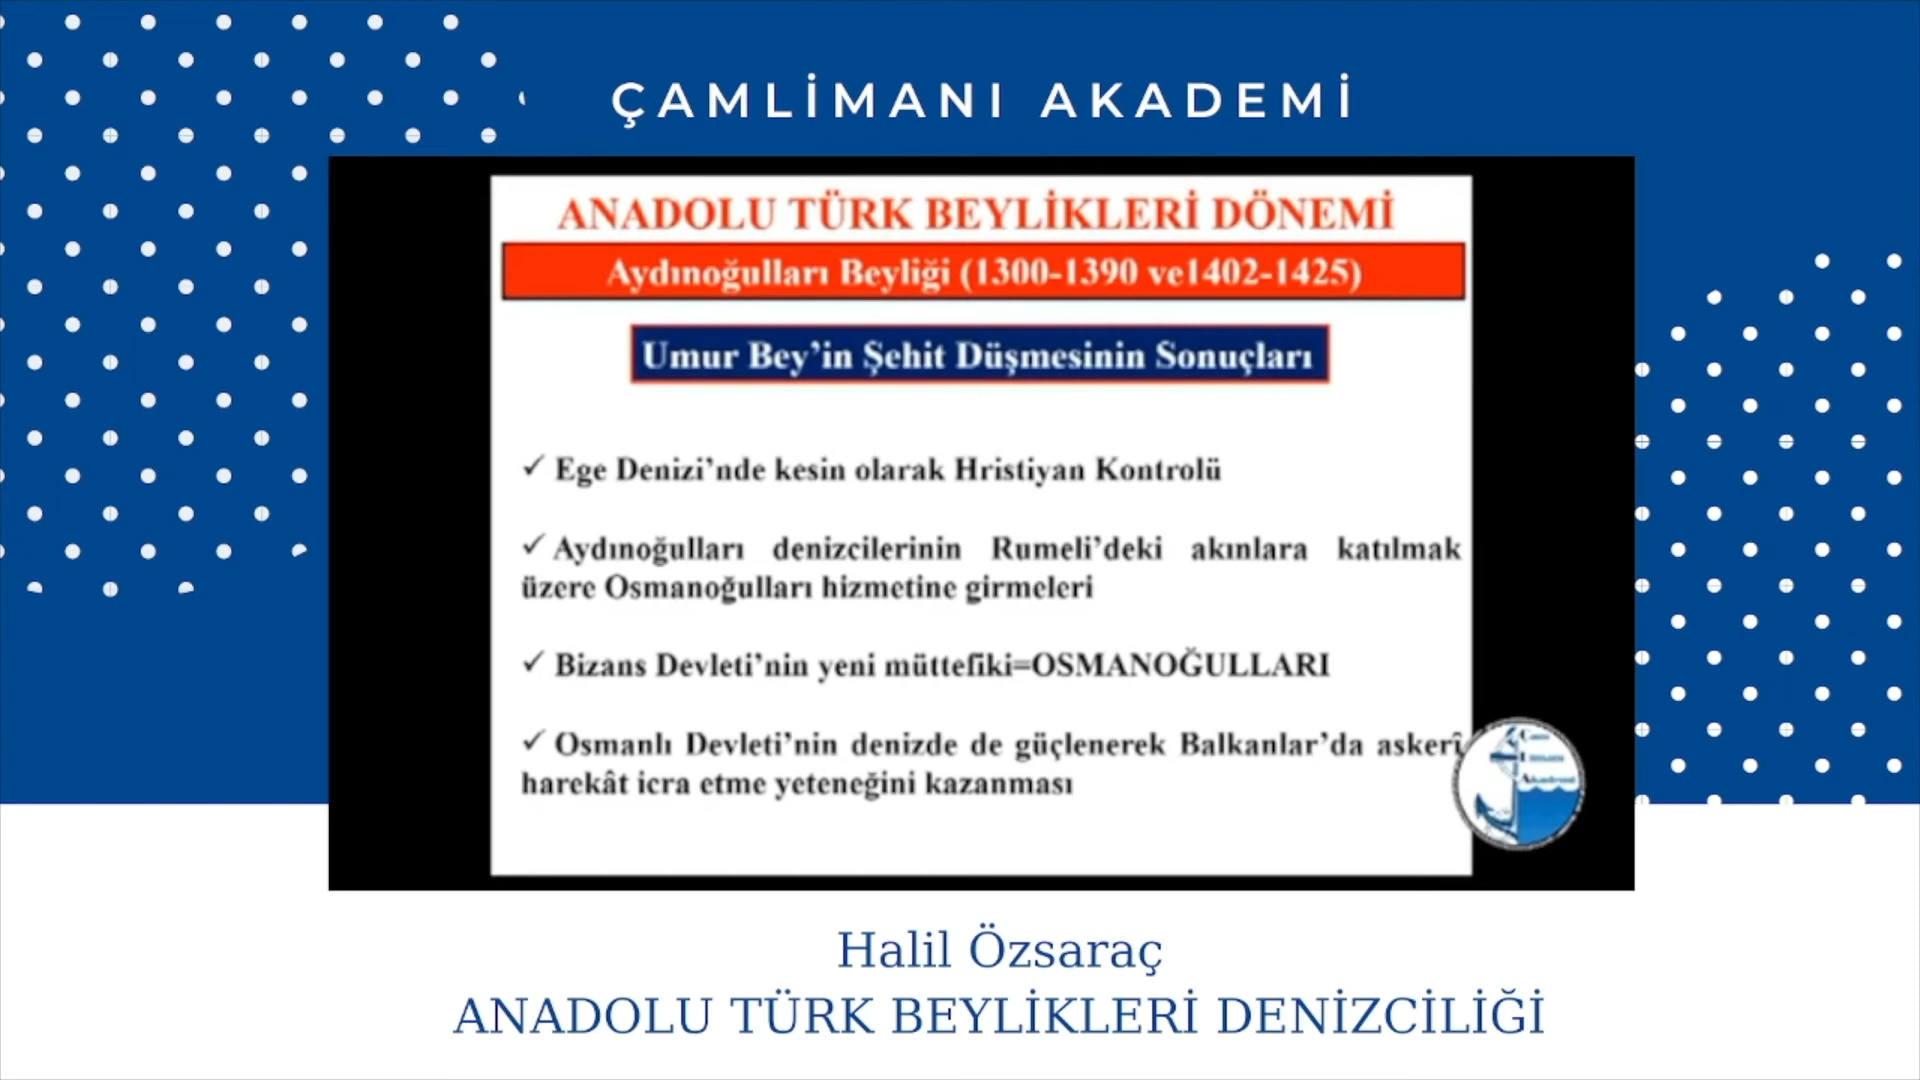 ÇAMLİMANI AKADEMİ
ANADOLU TÜRK BEYLİKLERİ DÖNEMİ
Aydınoğulları Beyliği (1300-1390 ve1402-1425)
Umur Bey’in Şehit Düşmesinin Sonuçları
✓ Ege Denizi’nde kesin olarak Hristiyan Kontrolü
✓ Aydınoğulları denizcilerinin Rumeli’deki akınlara katılmak
üzere Osmanoğulları hizmetine girmeleri
✓ Bizans Devleti’nin yeni müttefiki=OSMANOĞULLARI
✓ Osmanlı Devleti’nin denizde de güçlenerek Balkanlar’da askerî
harekât icra etme yeteneğini kazanması
Halil Özsaraç
ANADOLU TÜRK BEYLİKLERİ DENİZCİLİĞİ